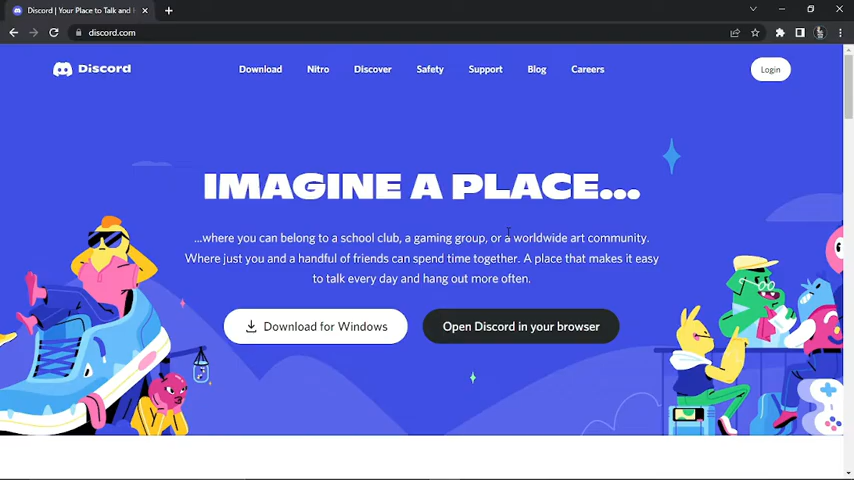 Discord | Your Place to Talk and
discord.com
Discord
Download
Nitro
Discover
Safety
Support
Blog
Careers
Login
IMAGINE A PLACE...
...where you can belong to a school club, a gaming group, or a worldwide art community.
Where just you and a handful of friends can spend time together. A place that makes it easy
to talk every day and hang out more often.
Download for Windows
Open Discord in your browser